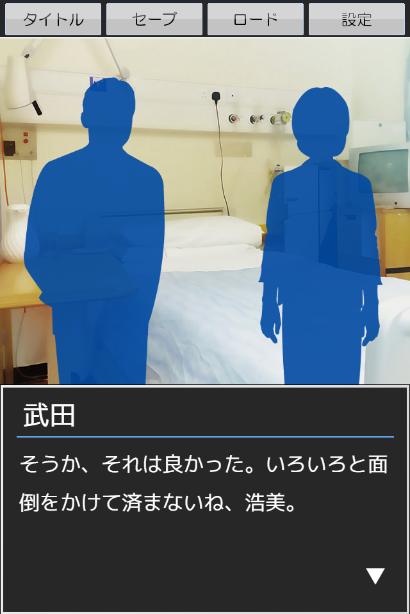 タイトル
セーブ
ロード
設定
武田
そうか、それは良かった。いろいろと面
倒をかけて済まないね、浩美。
▼